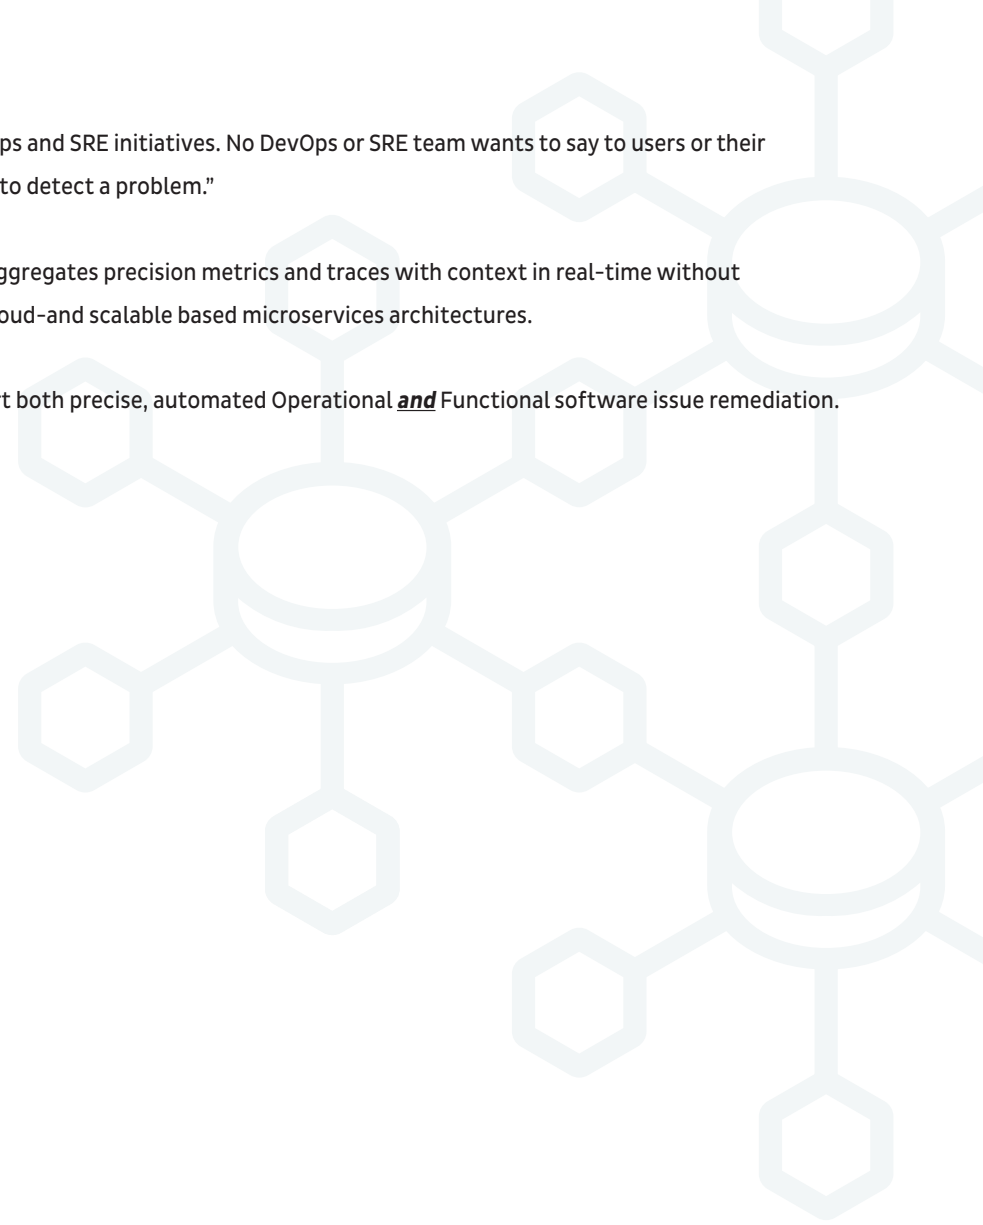 ps and SRE initiatives. No DevOps or SRE team wants to say to users or their
to detect a problem.”
ggregates precision metrics and traces with context in real-time without
oud-and scalable based microservices architectures.
t both precise, automated Operational and Functional software issue remediation.